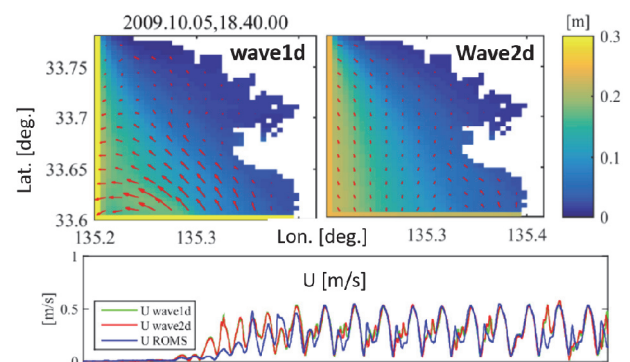 2009.10.05,18.40.00
[m]
wave1d
Wave2d
0.3
0.2
0.1
0
33.78
33.7
33.65
33.6
Lat. [deg.]
135.2
135.3
Lon. [deg.]
135.3
135.4
U [m/s]
1
0.5
0
[m/s]
U wave1d
U wave2d
U ROMS